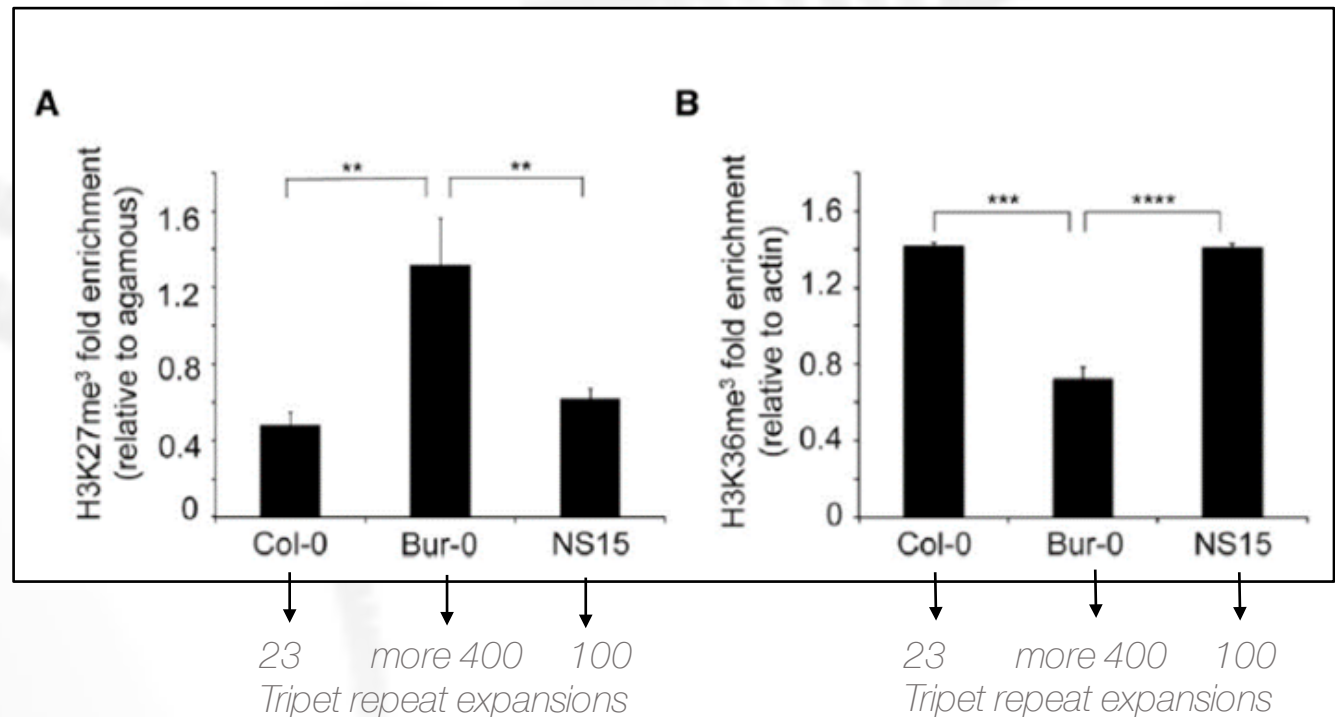 A
H3K27me³ fold enrichment
(relative to agamous)
1.6
1.2
0.8
0.4
0
**
**
Col-0 Bur-0 NS15
23 more 400 100
Tripet repeat expansions
B
H3K36me³ fold enrichment
(relative to actin)
1.6
1.2
0.8
0.4
0
***
****
Col-0 Bur-0 NS15
23 more 400 100
Tripet repeat expansions